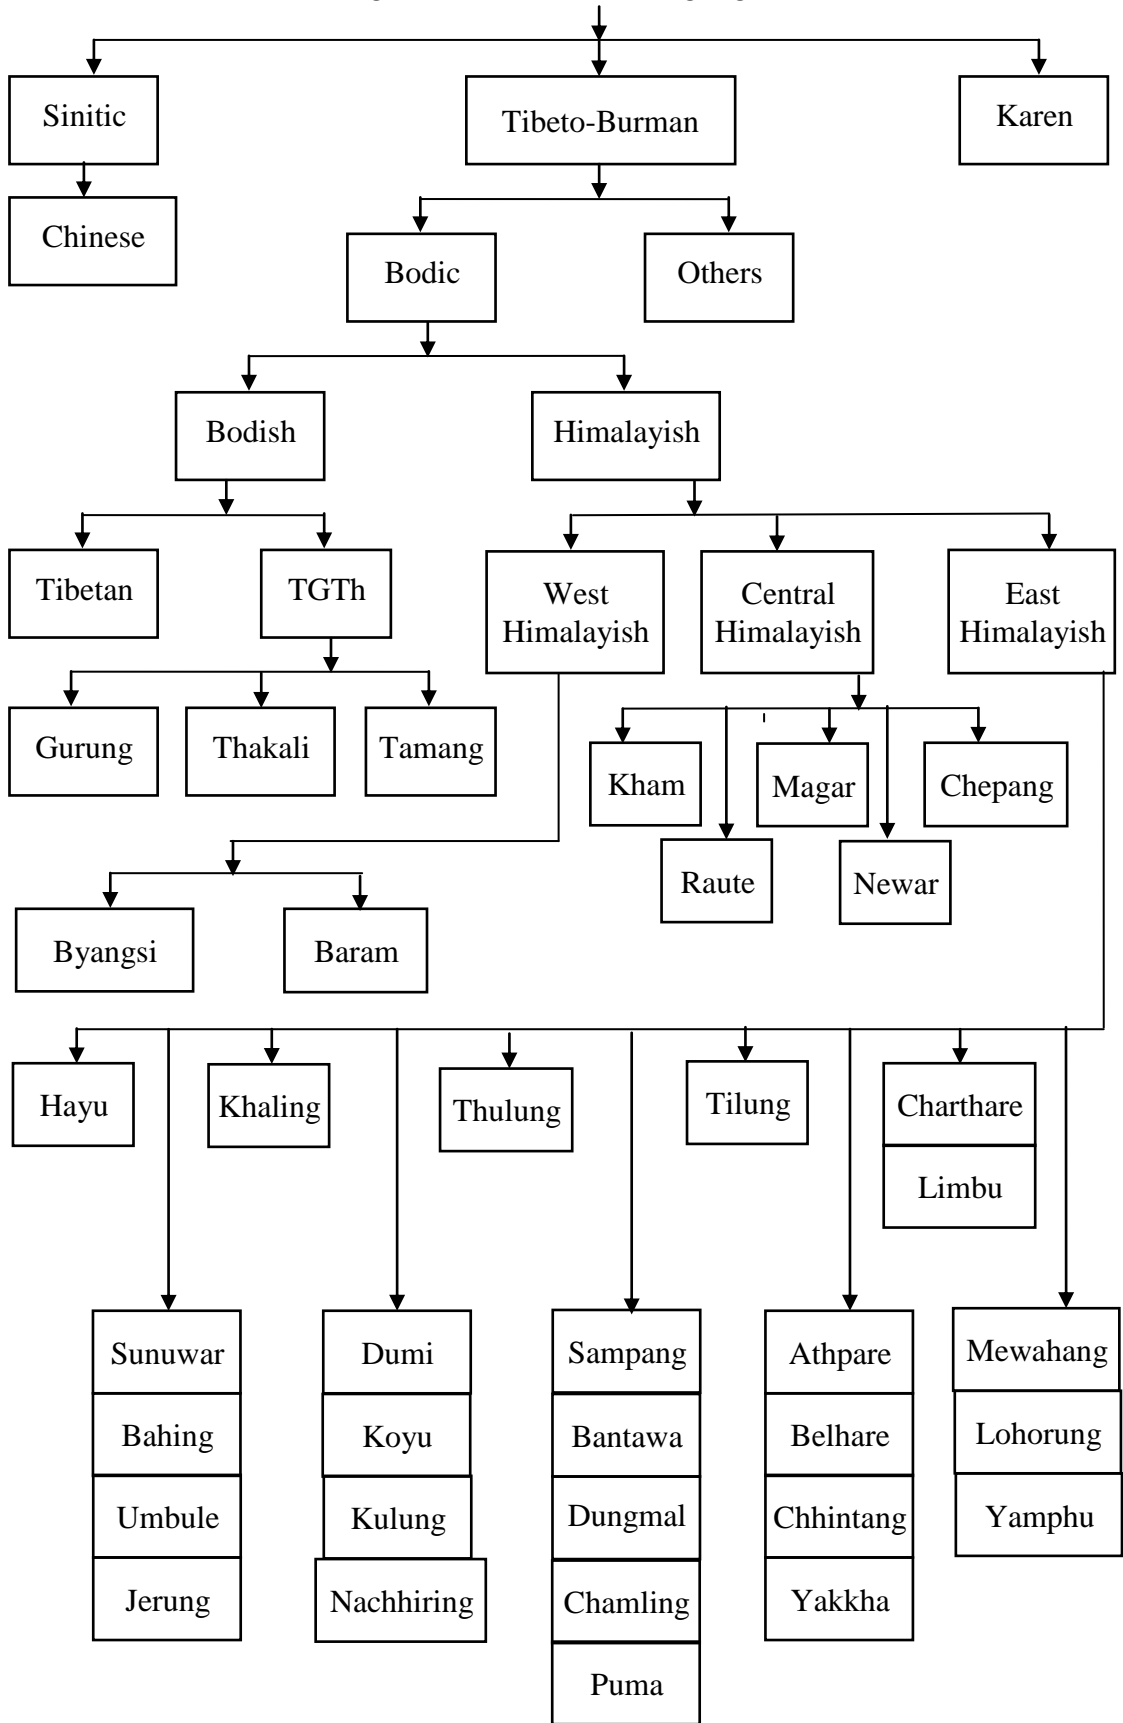 Sinitic
Tibeto-Burman
Karen
Chinese
Bodic
Others
Bodish
Himalayish
Tibetan
TGTh
West
Himalayish
Central
Himalayish
East
Himalayish
Gurung
Thakali
Tamang
Kham
Magar
Chepang
Raute
Newar
Byangsi
Baram
Hayu
Khaling
Thulung
Tilung
Charthare
Limbu
Sunuwar
Bahing
Umbule
Jerung
Dumi
Koyu
Kulung
Nachhiring
Sampang
Bantawa
Dungmal
Chamling
Puma
Athpare
Belhare
Chhintang
Yakkha
Mewahang
Lohorung
Yamphu